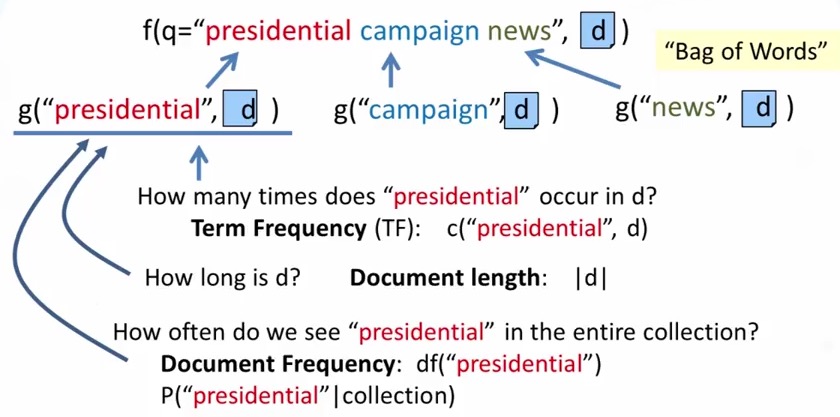 f(q=“presidential campaign news”, d )
“Bag of Words”
g(“presidential”, d ) g(“campaign”, d ) g(“news”, d )
How many times does “presidential” occur in d?
Term Frequency (TF): c(“presidential”, d)
How long is d? Document length: |d|
How often do we see “presidential” in the entire collection?
Document Frequency: df(“presidential”)
P(“presidential”|collection)